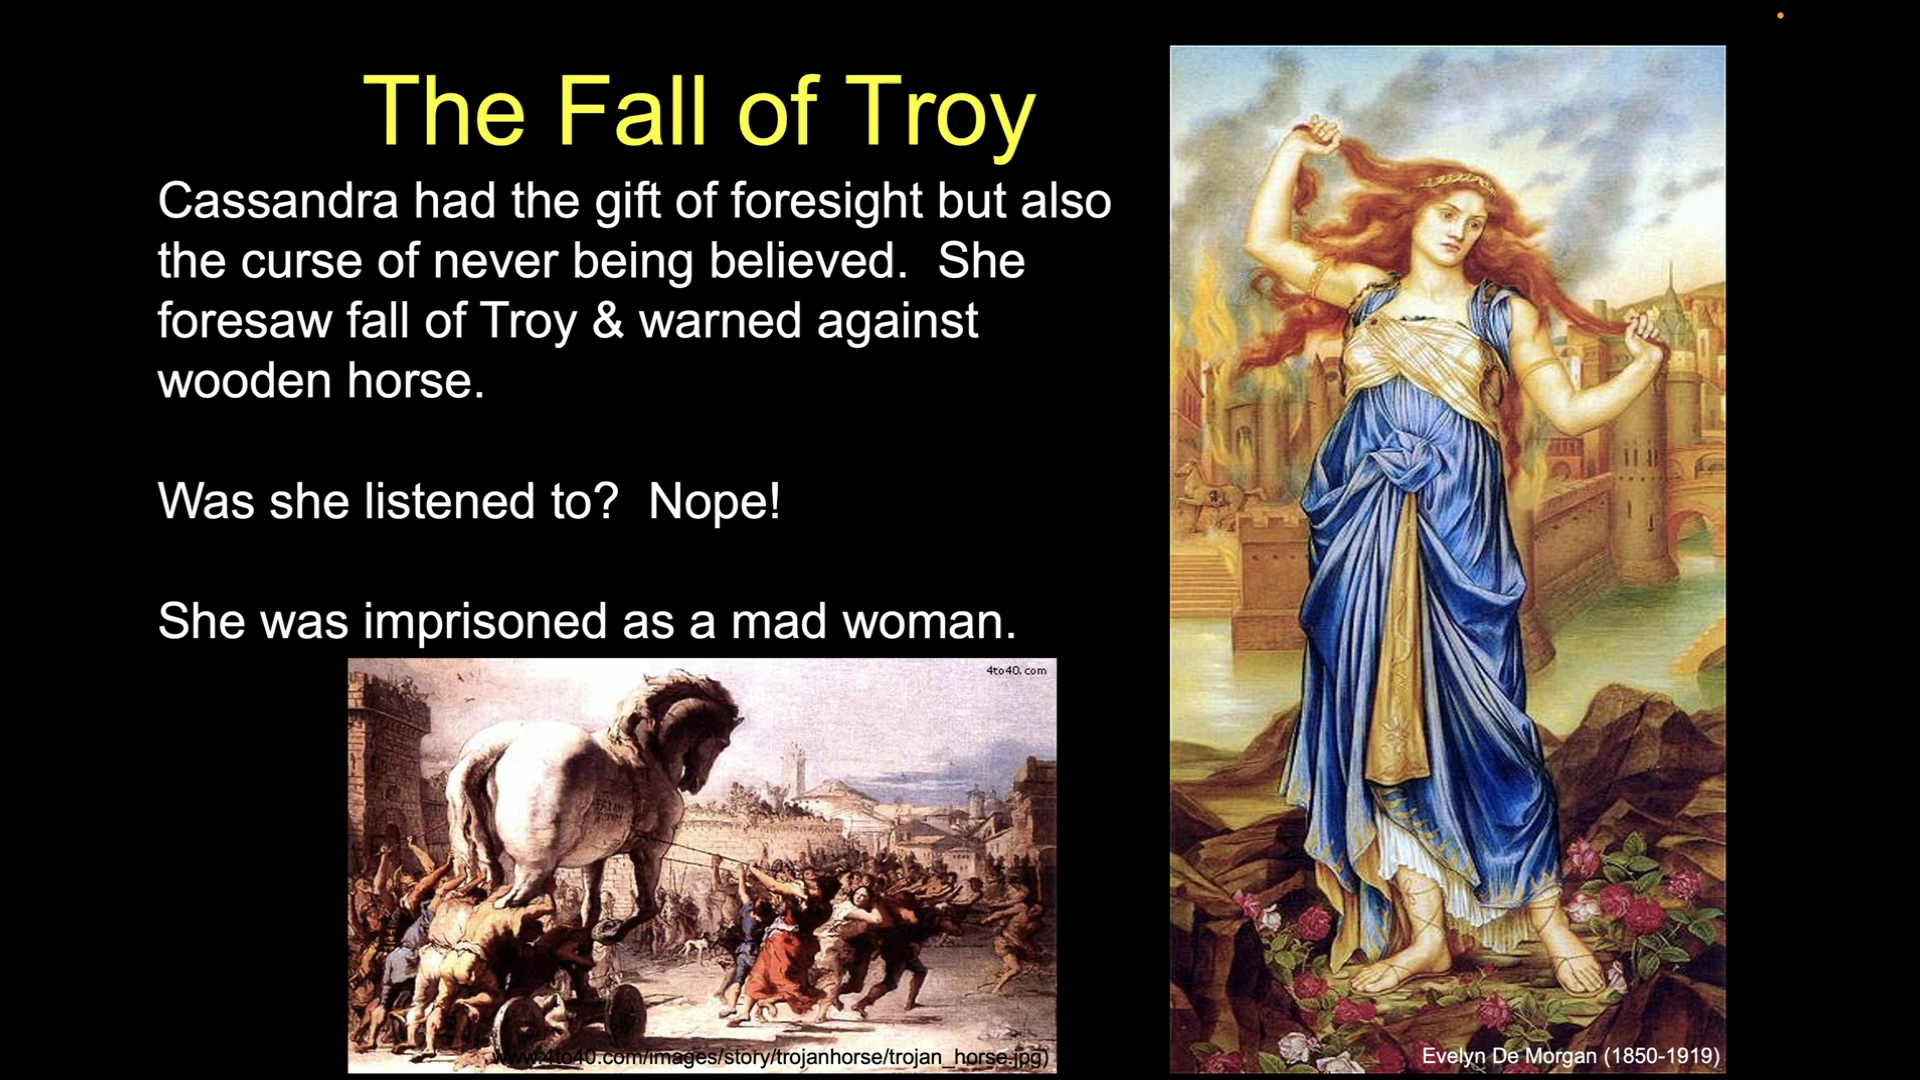 The Fall of Troy
Cassandra had the gift of foresight but also
the curse of never being believed.  She
foresaw fall of Troy & warned against
wooden horse.
Was she listened to?  Nope!
She was imprisoned as a mad woman.
4to40.com
www.4to40.com/images/story/trojanhorse/trojan_horse.jpg)
Evelyn De Morgan (1850-1919)